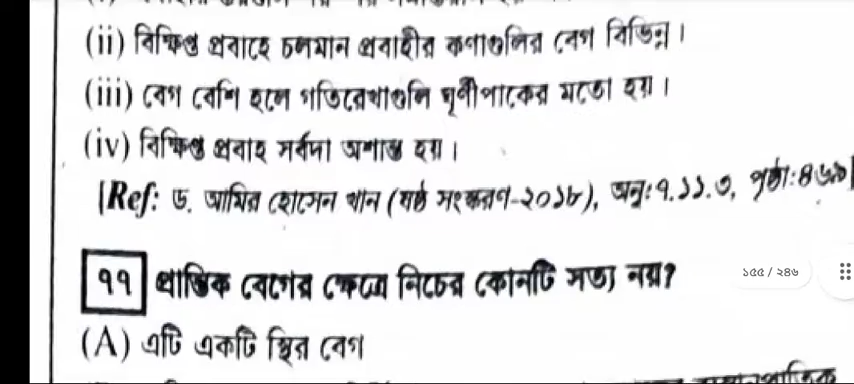 (ii) বিক্ষিপ্ত প্রবাহে চলমান প্রবাহীর কণাগুলির বেগ বিভিন্ন।
(iii) বেগ বেশি হলে গতিরেখাগুলি ঘূর্ণীপাকের মতো হয়।
(iv) বিক্ষিপ্ত প্রবাহ সর্বদা অশান্ত হয়।
[Ref: ড. আমির হোসেন খান (ষষ্ঠ সংস্করণ-২০১৮), অনু:৭.১১.৩, পৃষ্ঠা:৪৬৯]
৭৭ প্রান্তিক বেগের ক্ষেত্রে নিচের কোনটি সত্য নয়?
১৫৫ / ২৪৬
(A) এটি একটি স্থির বেগ